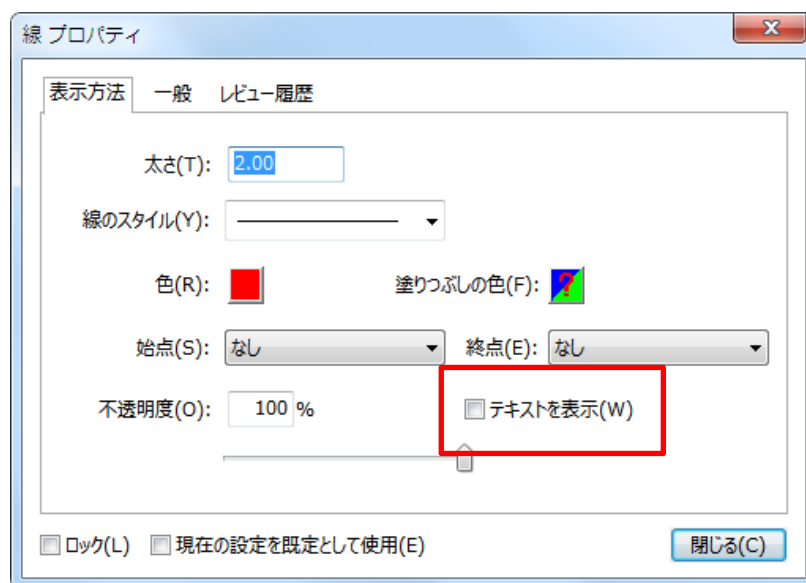 線 プロパティ
表示方法 一般 レビュー履歴
太さ(T): 2.00
線のスタイル(Y):
色(R): 塗りつぶしの色(F): ?
始点(S): なし 終点(E): なし
不透明度(O): 100 % テキストを表示(W)
ロック(L) 現在の設定を既定として使用(E) 閉じる(C)